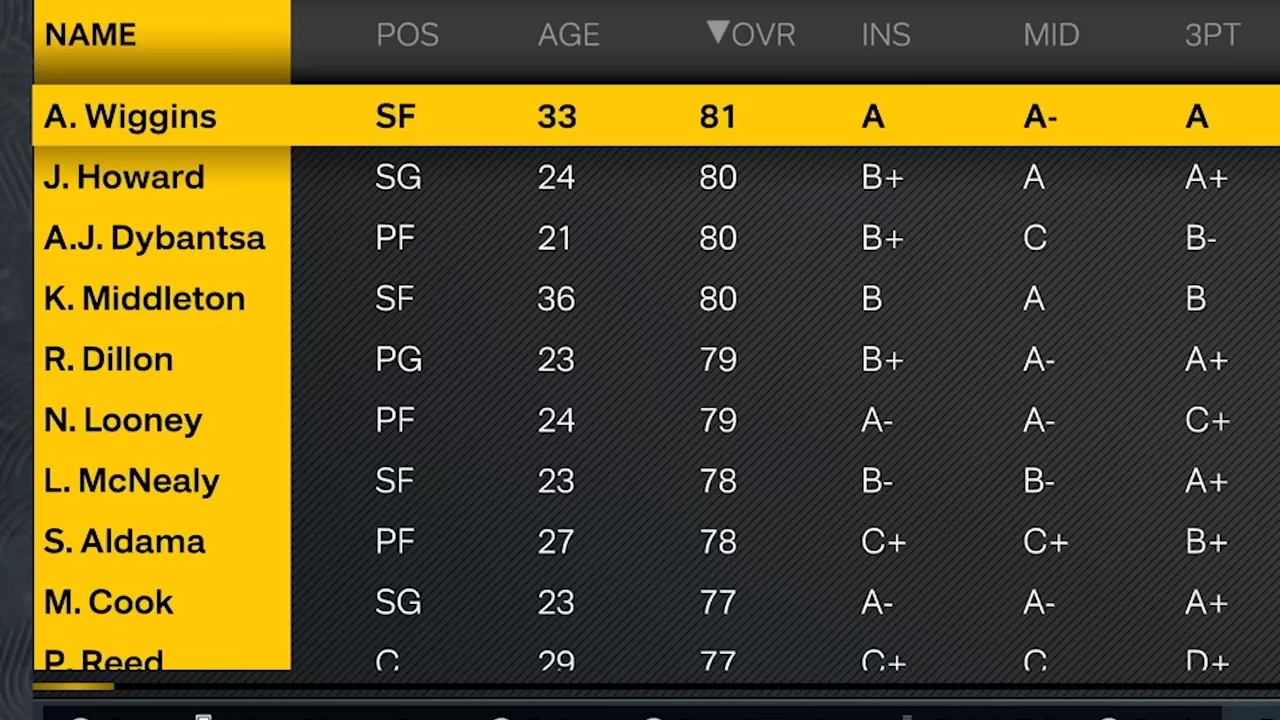 NAME POS AGE ▼OVR INS MID 3PT
A. Wiggins SF 33 81 A A- A
J. Howard SG 24 80 B+ A A+
A.J. Dybantsa PF 21 80 B+ C B-
K. Middleton SF 36 80 B A B
R. Dillon PG 23 79 B+ A- A+
N. Looney PF 24 79 A- A- C+
L. McNealy SF 23 78 B- B- A+
S. Aldama PF 27 78 C+ C+ B+
M. Cook SG 23 77 A- A- A+
P. Reed C 29 77 C+ C D+